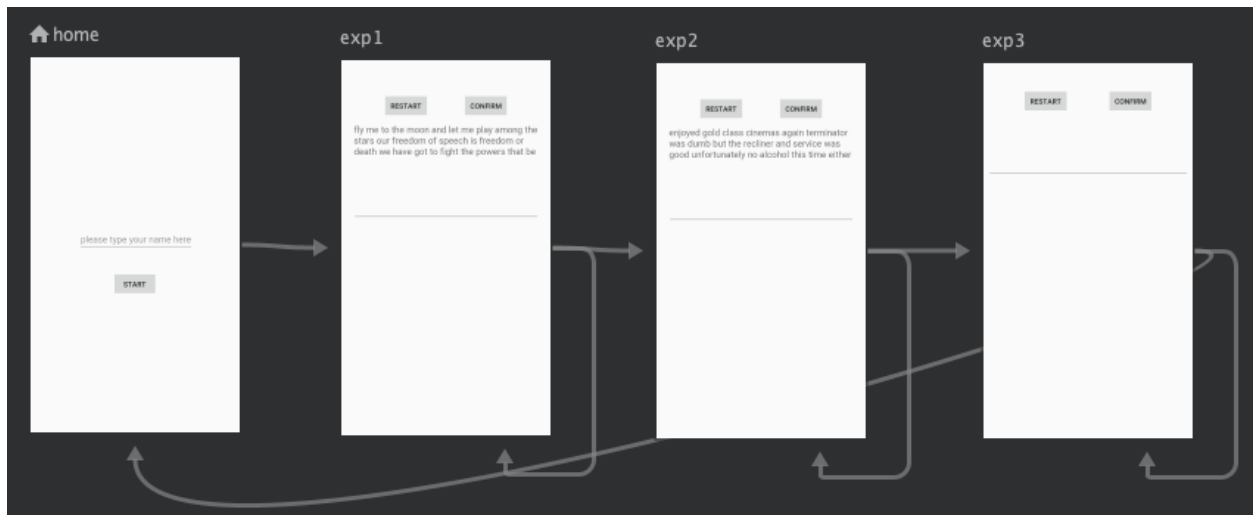 home
please type your name here
START
exp1
RESTART
CONFIRM
fly me to the moon and let me play among the
stars our freedom of speech is freedom or
death we have got to fight the powers that be
exp2
RESTART
CONFIRM
enjoyed gold class cinemas again terminator
was dumb but the recliner and service was
good unfortunately no alcohol this time either
exp3
RESTART
CONFIRM